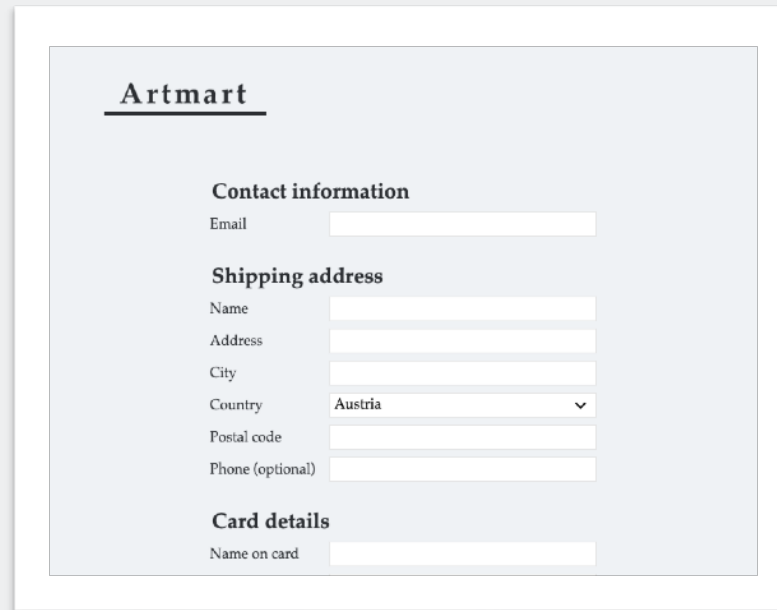 Artmart
Contact information
Email
Shipping address
Name
Address
City
Country Austria
Postal code
Phone (optional)
Card details
Name on card